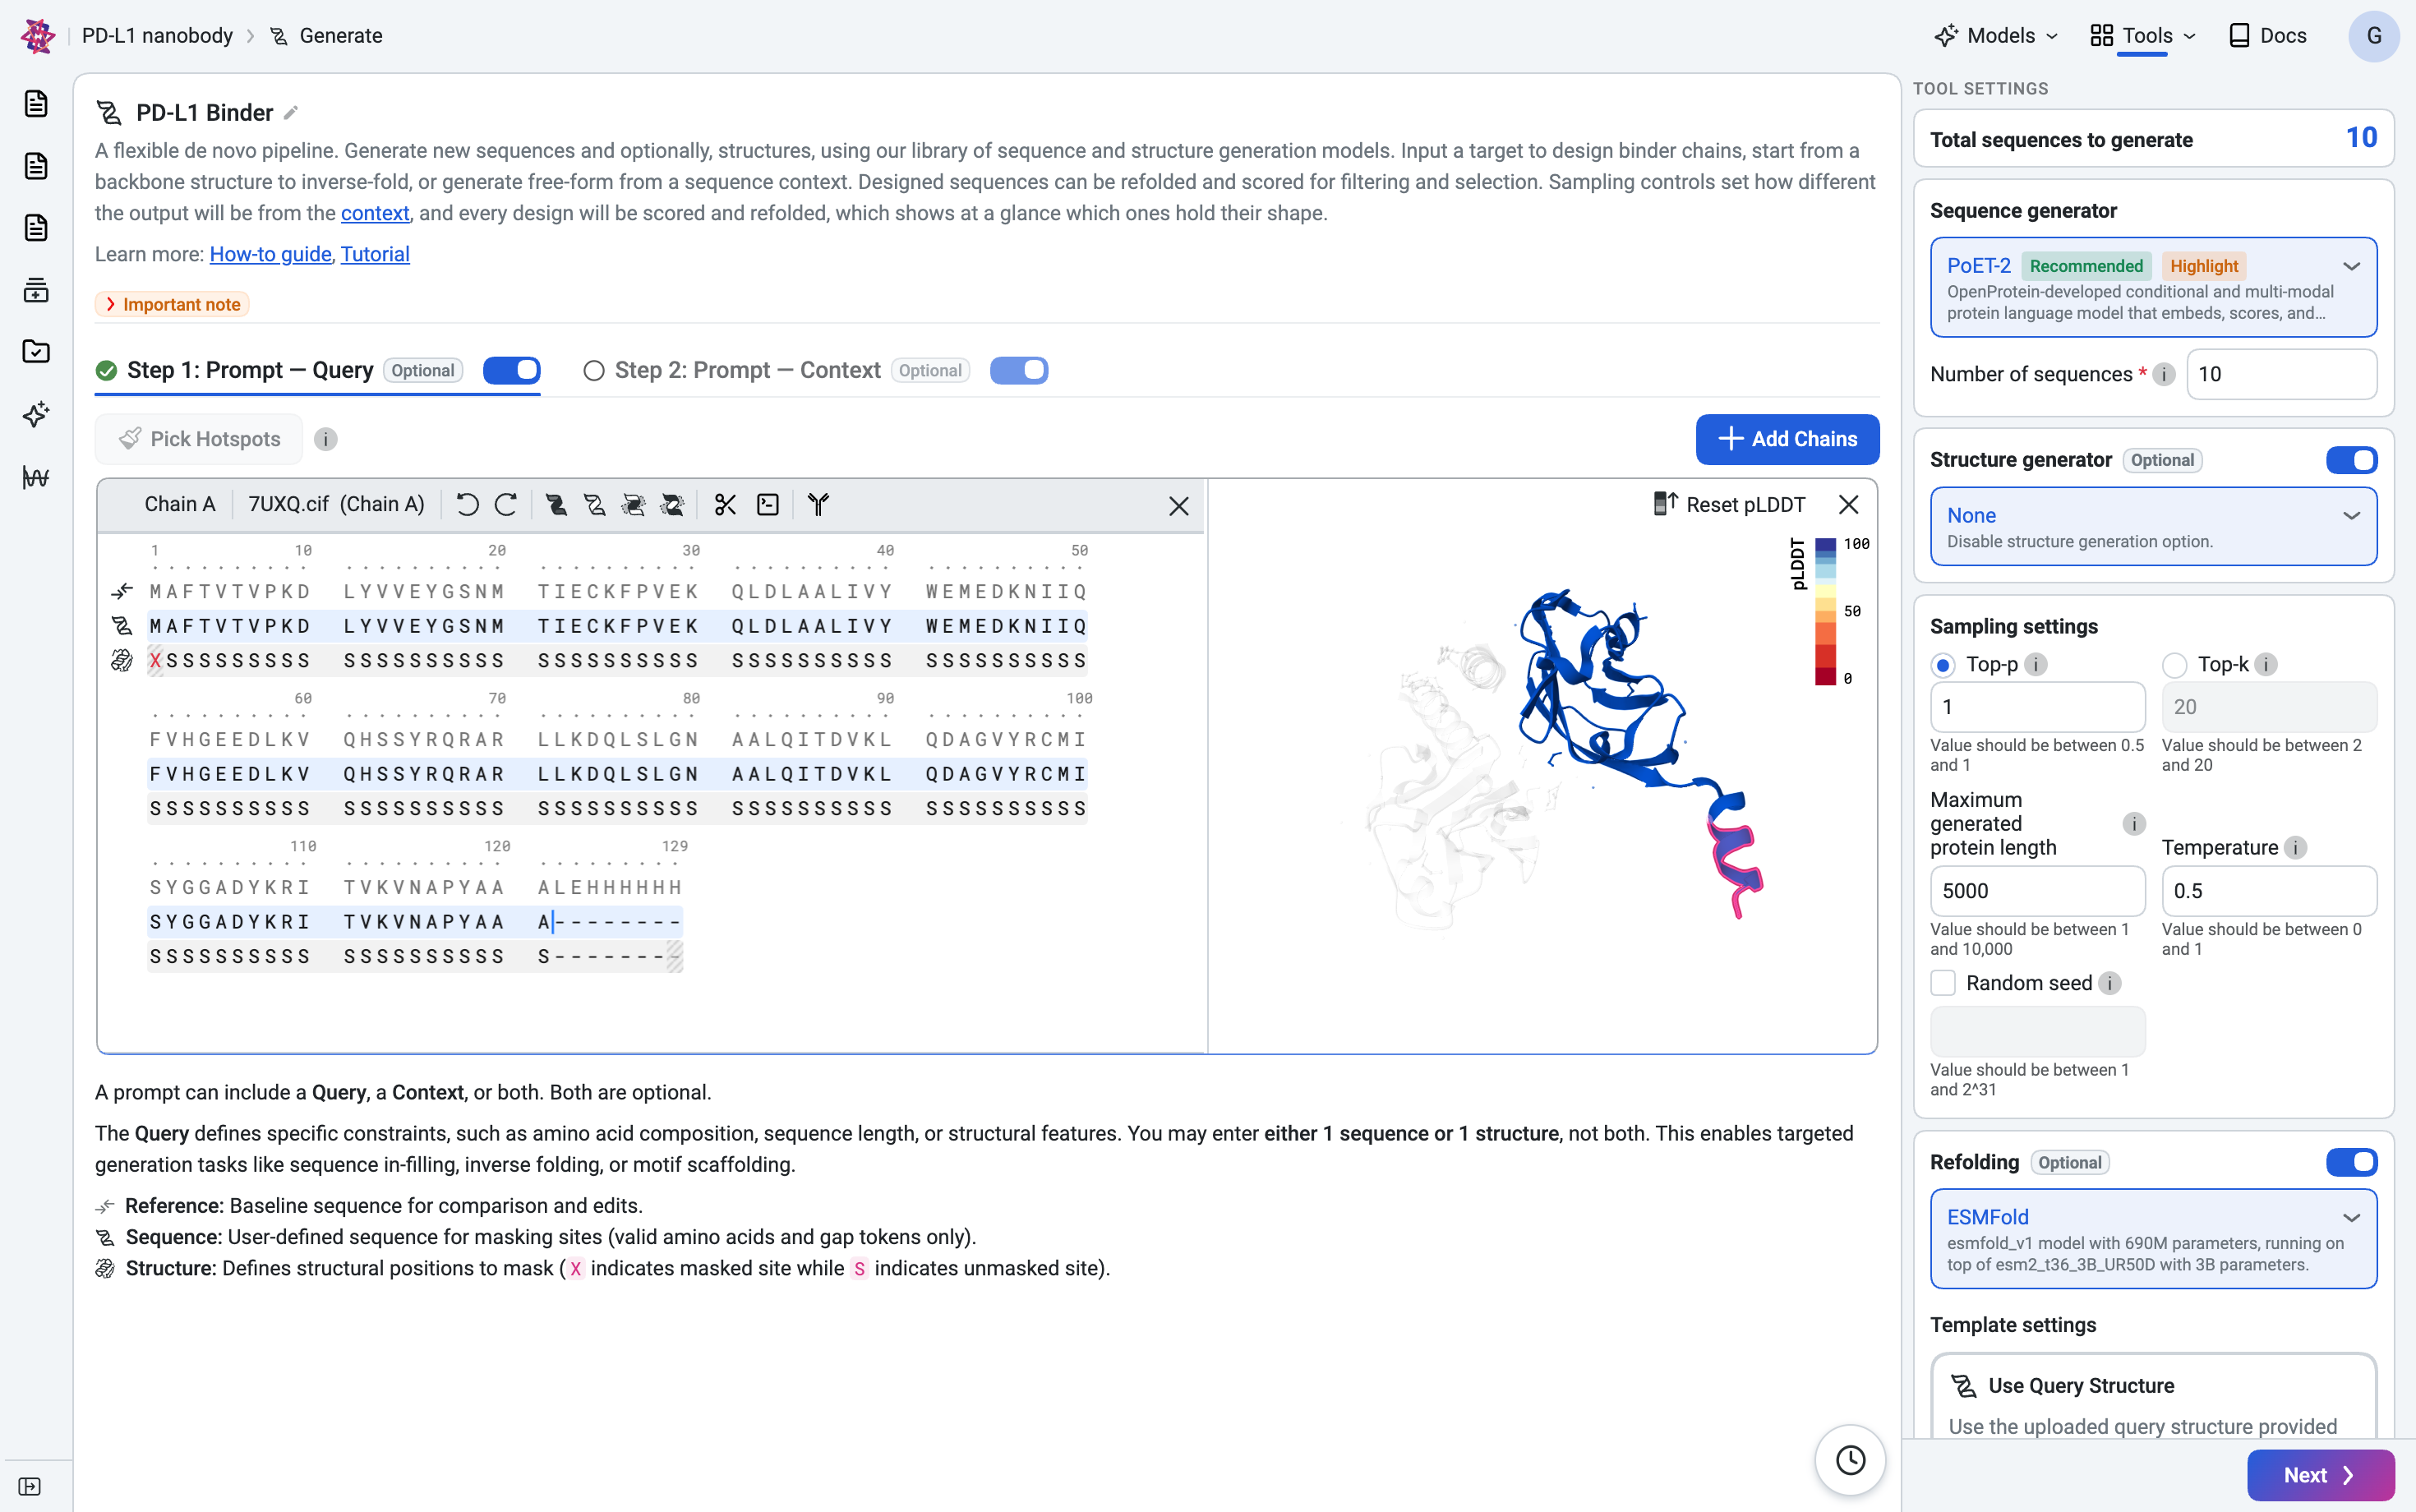 PD-L1 nanobody > Generate
Models
Tools
Docs
G
PD-L1 Binder
A flexible de novo pipeline. Generate new sequences and optionally, structures, using our library of sequence and structure generation models. Input a target to design binder chains, start from a
backbone structure to inverse-fold, or generate free-form from a sequence context. Designed sequences can be refolded and scored for filtering and selection. Sampling controls set how different
the output will be from the context, and every design will be scored and refolded, which shows at a glance which ones hold their shape.
Learn more: How-to guide, Tutorial
Important note
Step 1: Prompt — Query Optional
Step 2: Prompt — Context Optional
Pick Hotspots i
Add Chains
Chain A 7UXQ.cif (Chain A)
1 10 20 30 40 50
MAFTVTVPKD LYVVEYGSNM TIECKFPVEK QLDLAALIVY WEMEDKNIIQ
MAFTVTVPKD LYVVEYGSNM TIECKFPVEK QLDLAALIVY WEMEDKNIIQ
XSSSSSSSSS SSSSSSSSSS SSSSSSSSSS SSSSSSSSSS SSSSSSSSSS
60 70 80 90 100
FVHGEEDLKV QHSSYRQRAR LLKDQLSLGN AALQITDVKL QDAGVYRCMI
FVHGEEDLKV QHSSYRQRAR LLKDQLSLGN AALQITDVKL QDAGVYRCMI
SSSSSSSSSS SSSSSSSSSS SSSSSSSSSS SSSSSSSSSS SSSSSSSSSS
110 120 129
SYGGADYKRI TVKVNAPYAA ALEHHHHHH
SYGGADYKRI TVKVNAPYAA A--------
SSSSSSSSSS SSSSSSSSSS S--------
Reset pLDDT
pLDDT
100
50
0
A prompt can include a Query, a Context, or both. Both are optional.
The Query defines specific constraints, such as amino acid composition, sequence length, or structural features. You may enter either 1 sequence or 1 structure, not both. This enables targeted
generation tasks like sequence in-filling, inverse folding, or motif scaffolding.
Reference: Baseline sequence for comparison and edits.
Sequence: User-defined sequence for masking sites (valid amino acids and gap tokens only).
Structure: Defines structural positions to mask ( X indicates masked site while S indicates unmasked site).
TOOL SETTINGS
Total sequences to generate 10
Sequence generator
PoET-2 Recommended Highlight
OpenProtein-developed conditional and multi-modal
protein language model that embeds, scores, and...
Number of sequences * i 10
Structure generator Optional
None
Disable structure generation option.
Sampling settings
Top-p i
1
Value should be between 0.5
and 1
Top-k i
20
Value should be between 2
and 20
Maximum
generated
protein length i
5000
Value should be between 1
and 10,000
Temperature i
0.5
Value should be between 0
and 1
Random seed i
Value should be between 1
and 2^31
Refolding Optional
ESMFold
esmfold_v1 model with 690M parameters, running on
top of esm2_t36_3B_UR50D with 3B parameters.
Template settings
Use Query Structure
Use the uploaded query structure provided
Next